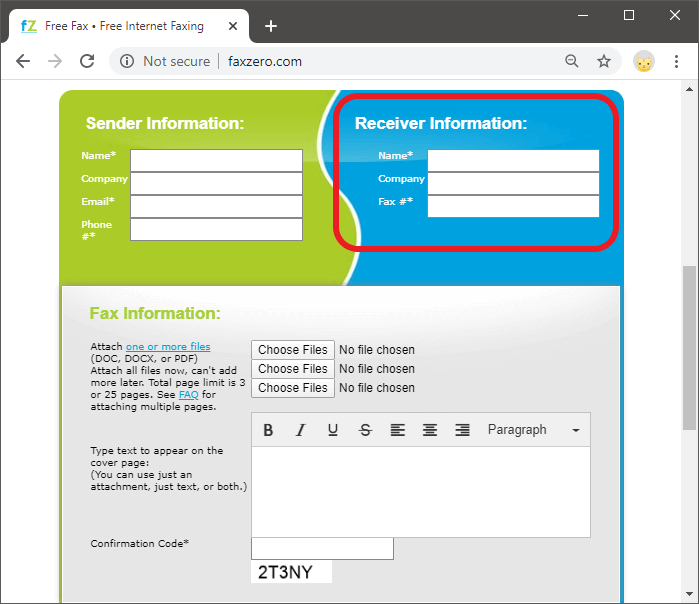 fZ Free Fax • Free Internet Faxing
Not secure faxzero.com
Sender Information:
Name*
Company
Email*
Phone
#*
Receiver Information:
Name*
Company
Fax #*
Fax Information:
Attach one or more files
(DOC, DOCX, or PDF)
Attach all files now, can't add
more later. Total page limit is 3
or 25 pages. See FAQ for
attaching multiple pages.
Choose Files No file chosen
Choose Files No file chosen
Choose Files No file chosen
B I U S Paragraph
Type text to appear on the
cover page:
(You can use just an
attachment, just text, or both.)
Confirmation Code*
2T3NY